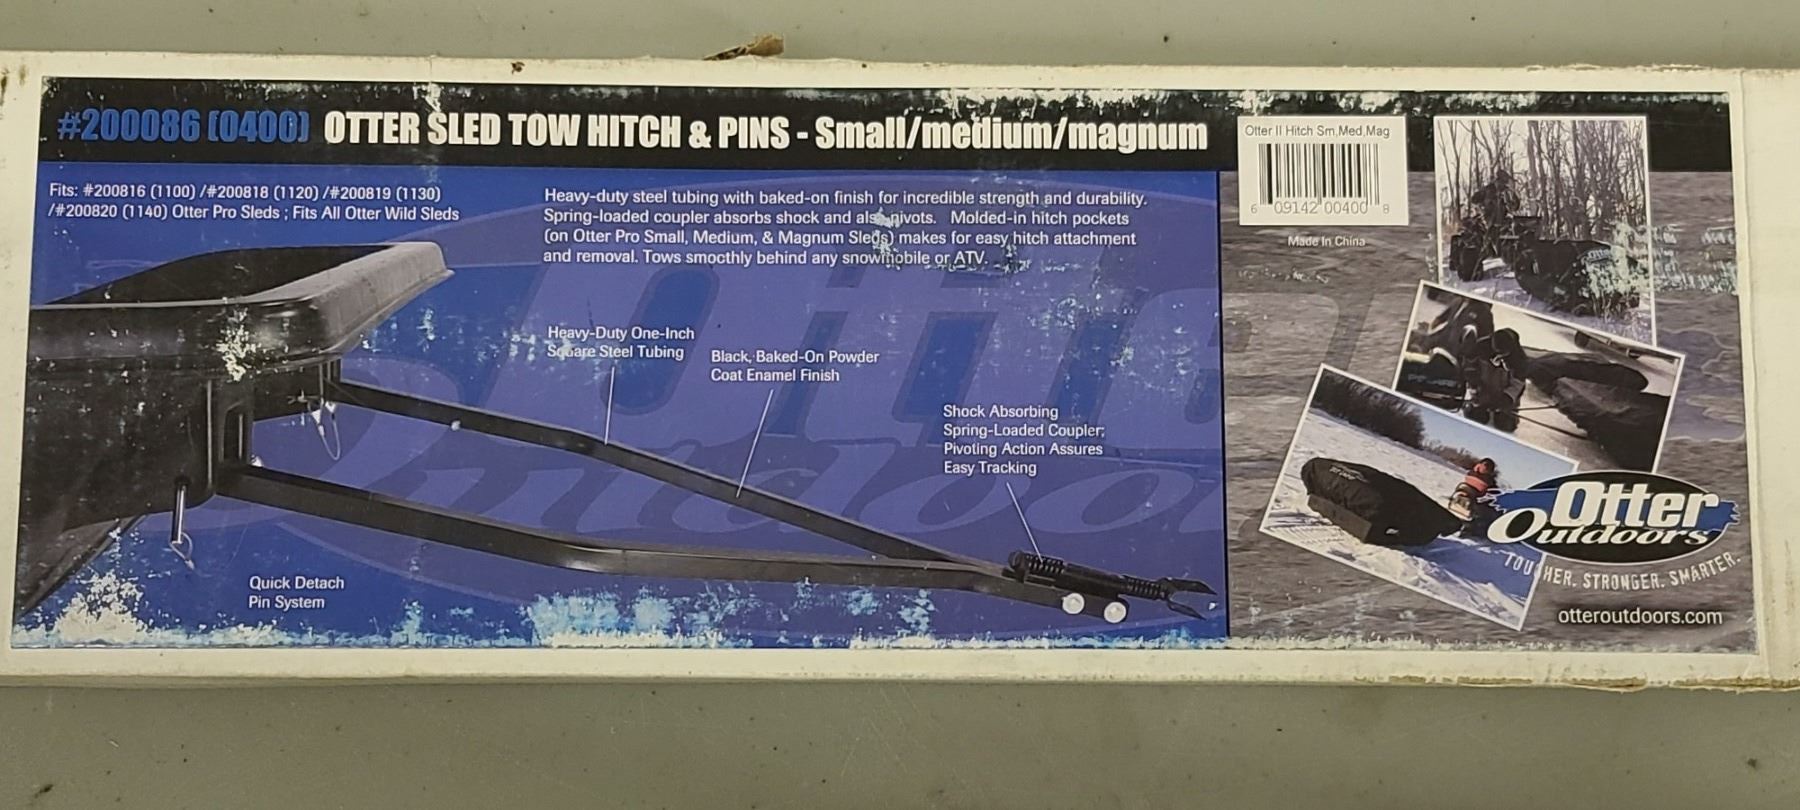 #200086 (0400) OTTER SLED TOW HITCH & PINS - Small/medium/magnum
Fits: #200816 (1100) /#200818 (1120) /#200819 (1130)
/#200820 (1140) Otter Pro Sleds ; Fits All Otter Wild Sleds
Heavy-duty steel tubing with baked-on finish for incredible strength and durability.
Spring-loaded coupler absorbs shock and also pivots. Molded-in hitch pockets
(on Otter Pro Small, Medium, & Magnum Sleds) makes for easy hitch attachment
and removal. Tows smoothly behind any snowmobile or ATV.
Heavy-Duty One-Inch
Square Steel Tubing
Black, Baked-On Powder
Coat Enamel Finish
Shock Absorbing
Spring-Loaded Coupler;
Pivoting Action Assures
Easy Tracking
Quick Detach
Pin System
Otter II Hitch Sm,Med,Mag
6 09142 00400 8
Made In China
Otter
Outdoors
TOUGHER. STRONGER. SMARTER.
otteroutdoors.com